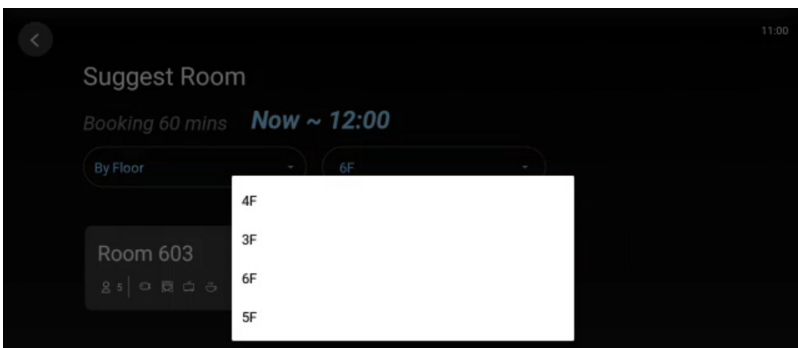 11:00
Suggest Room
Booking 60 mins Now ~ 12:00
By Floor 6F
4F
3F
6F
5F
Room 603
5